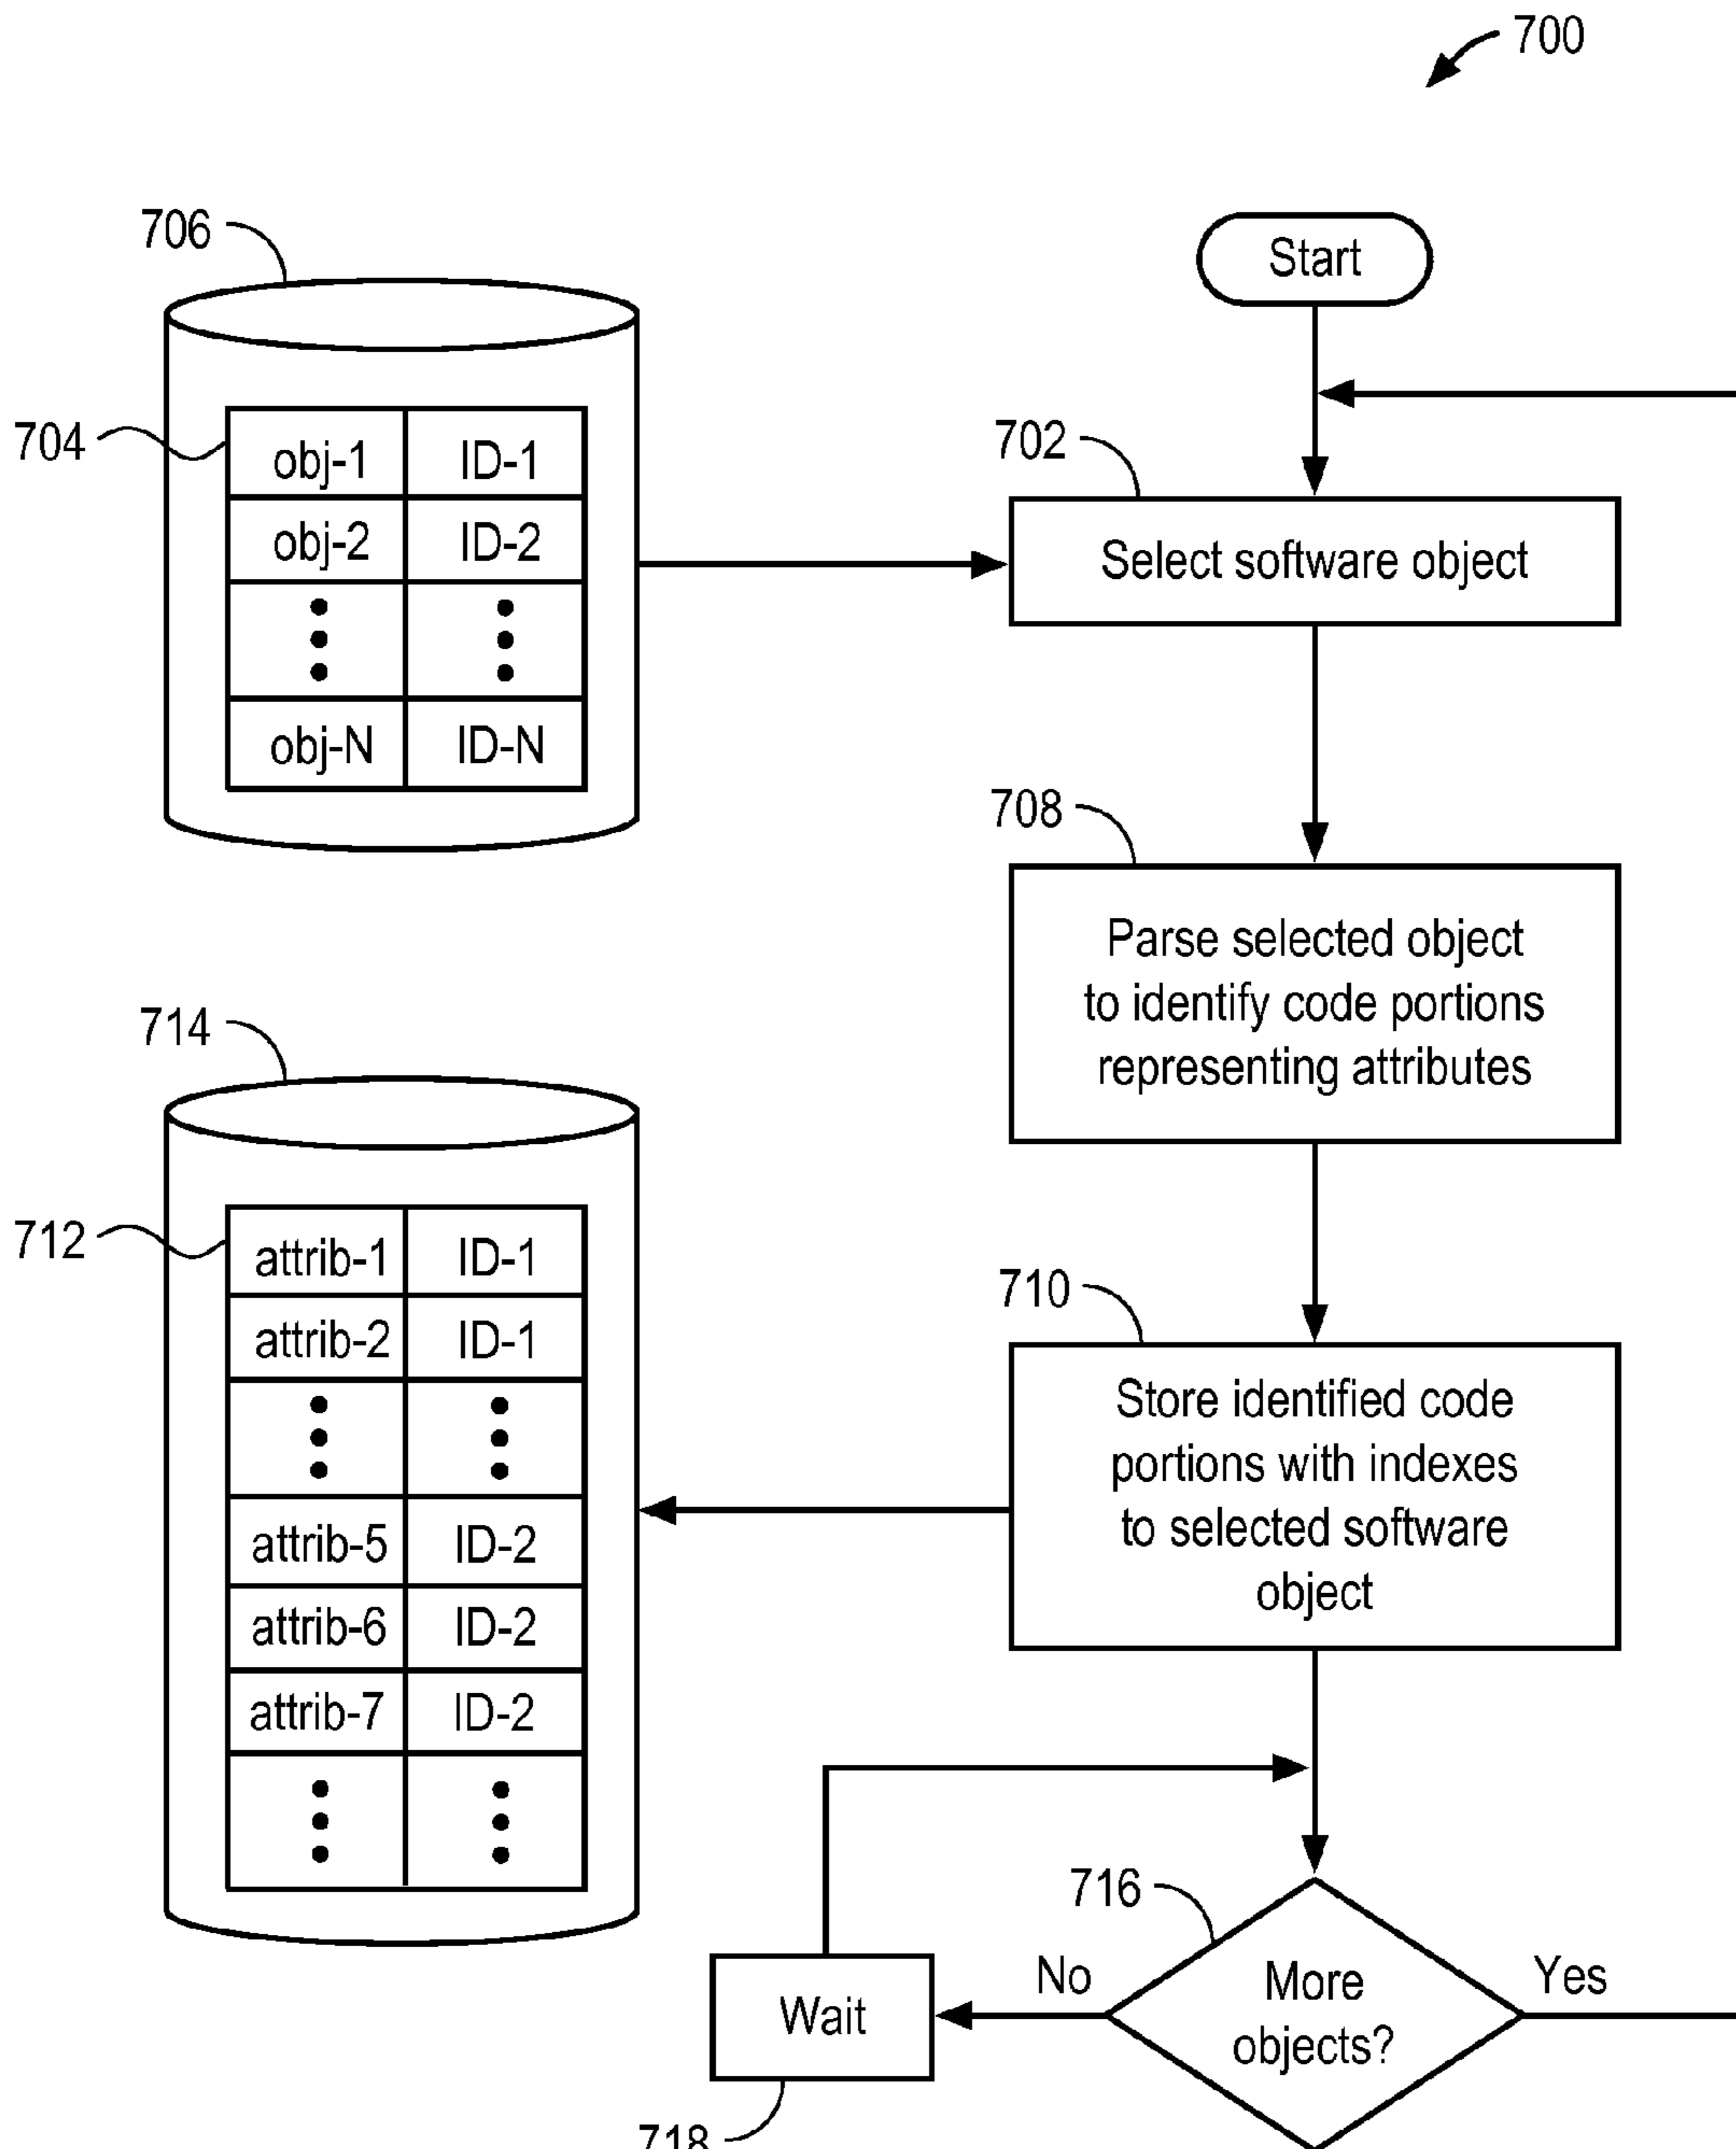 700
706
Start
704
obj-1 ID-1
obj-2 ID-2
obj-N ID-N
702
Select software object
708
Parse selected object
to identify code portions
representing attributes
714
712
attrib-1 ID-1
attrib-2 ID-1
attrib-5 ID-2
attrib-6 ID-2
attrib-7 ID-2
710
Store identified code
portions with indexes
to selected software
object
716
More
objects?
No
Yes
Wait
718